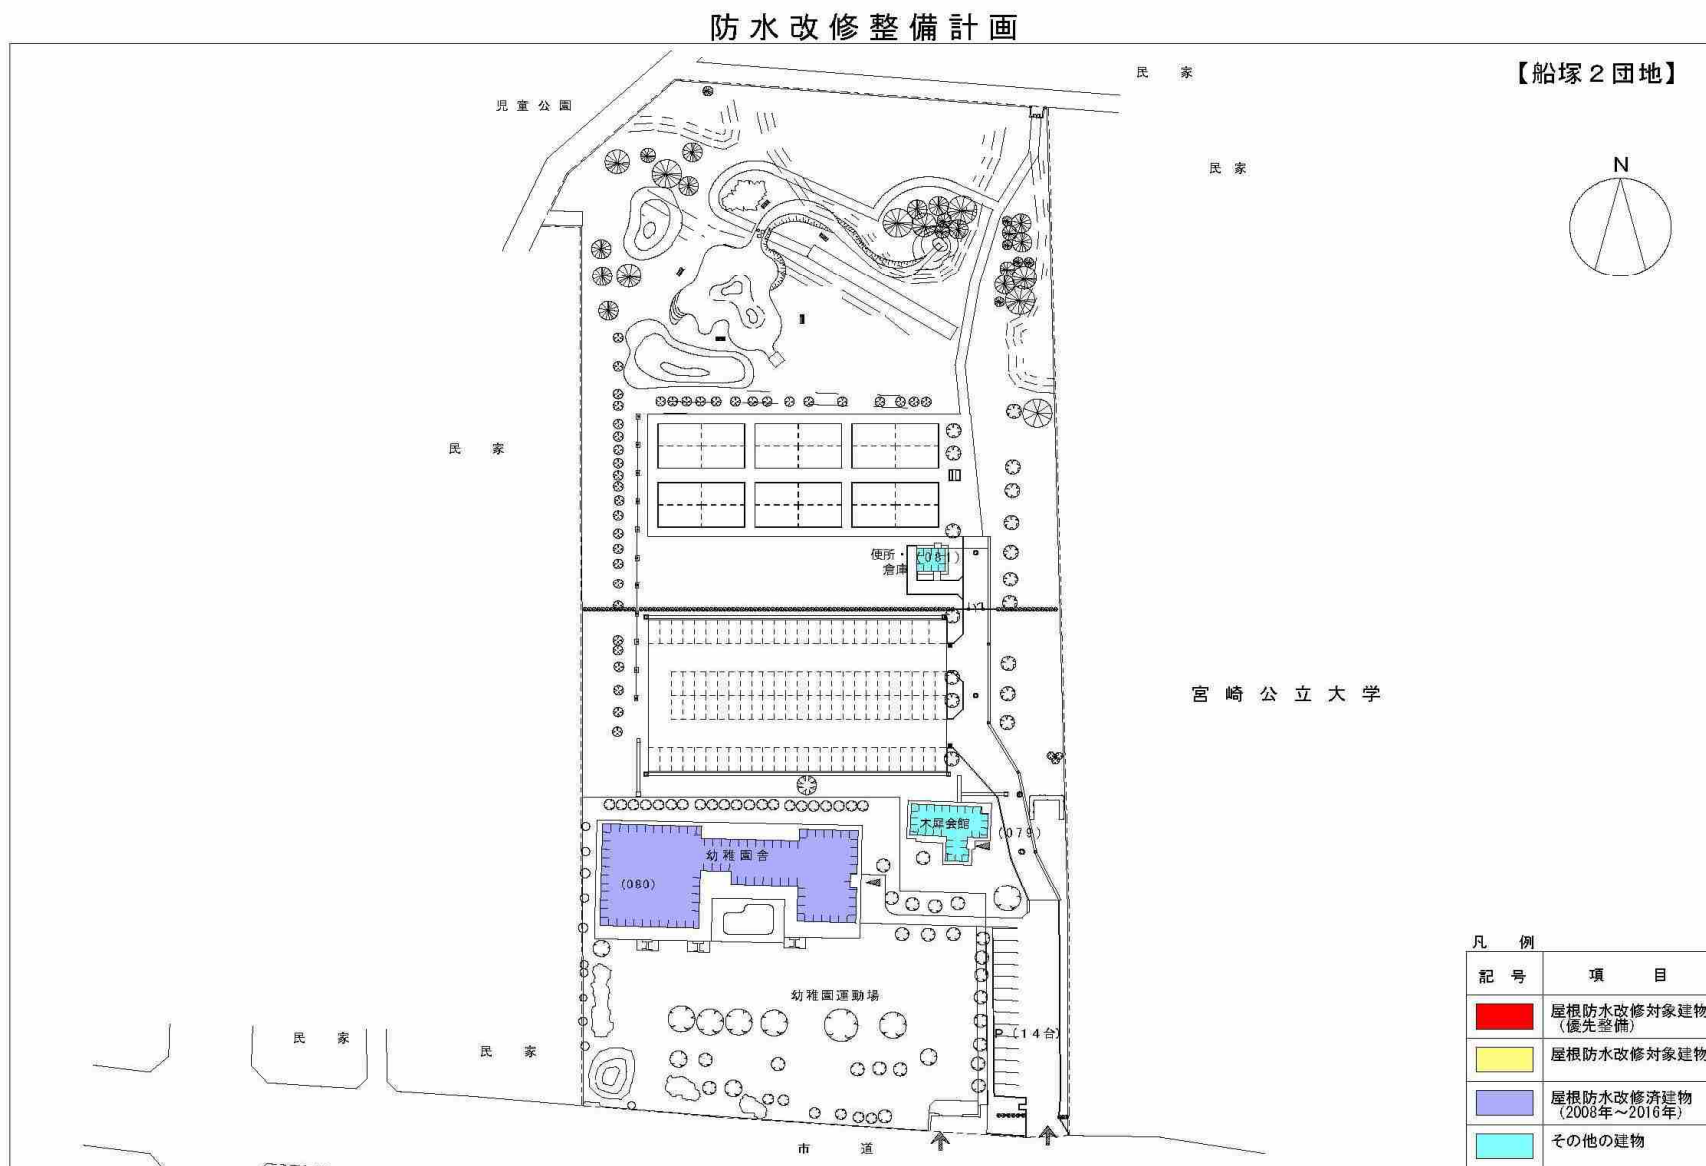 防水改修整備計画
【船塚２団地】
民　家
児童公園
民　家
N
民　家
便所・
倉庫
(081)
宮崎公立大学
木犀会館
(079)
幼稚園舎
(080)
幼稚園運動場
P（14台）
民　家
民　家
市　道
凡　例
記　号
項　目
屋根防水改修対象建物
（優先整備）
屋根防水改修対象建物
屋根防水改修済建物
（2008年～2016年）
その他の建物